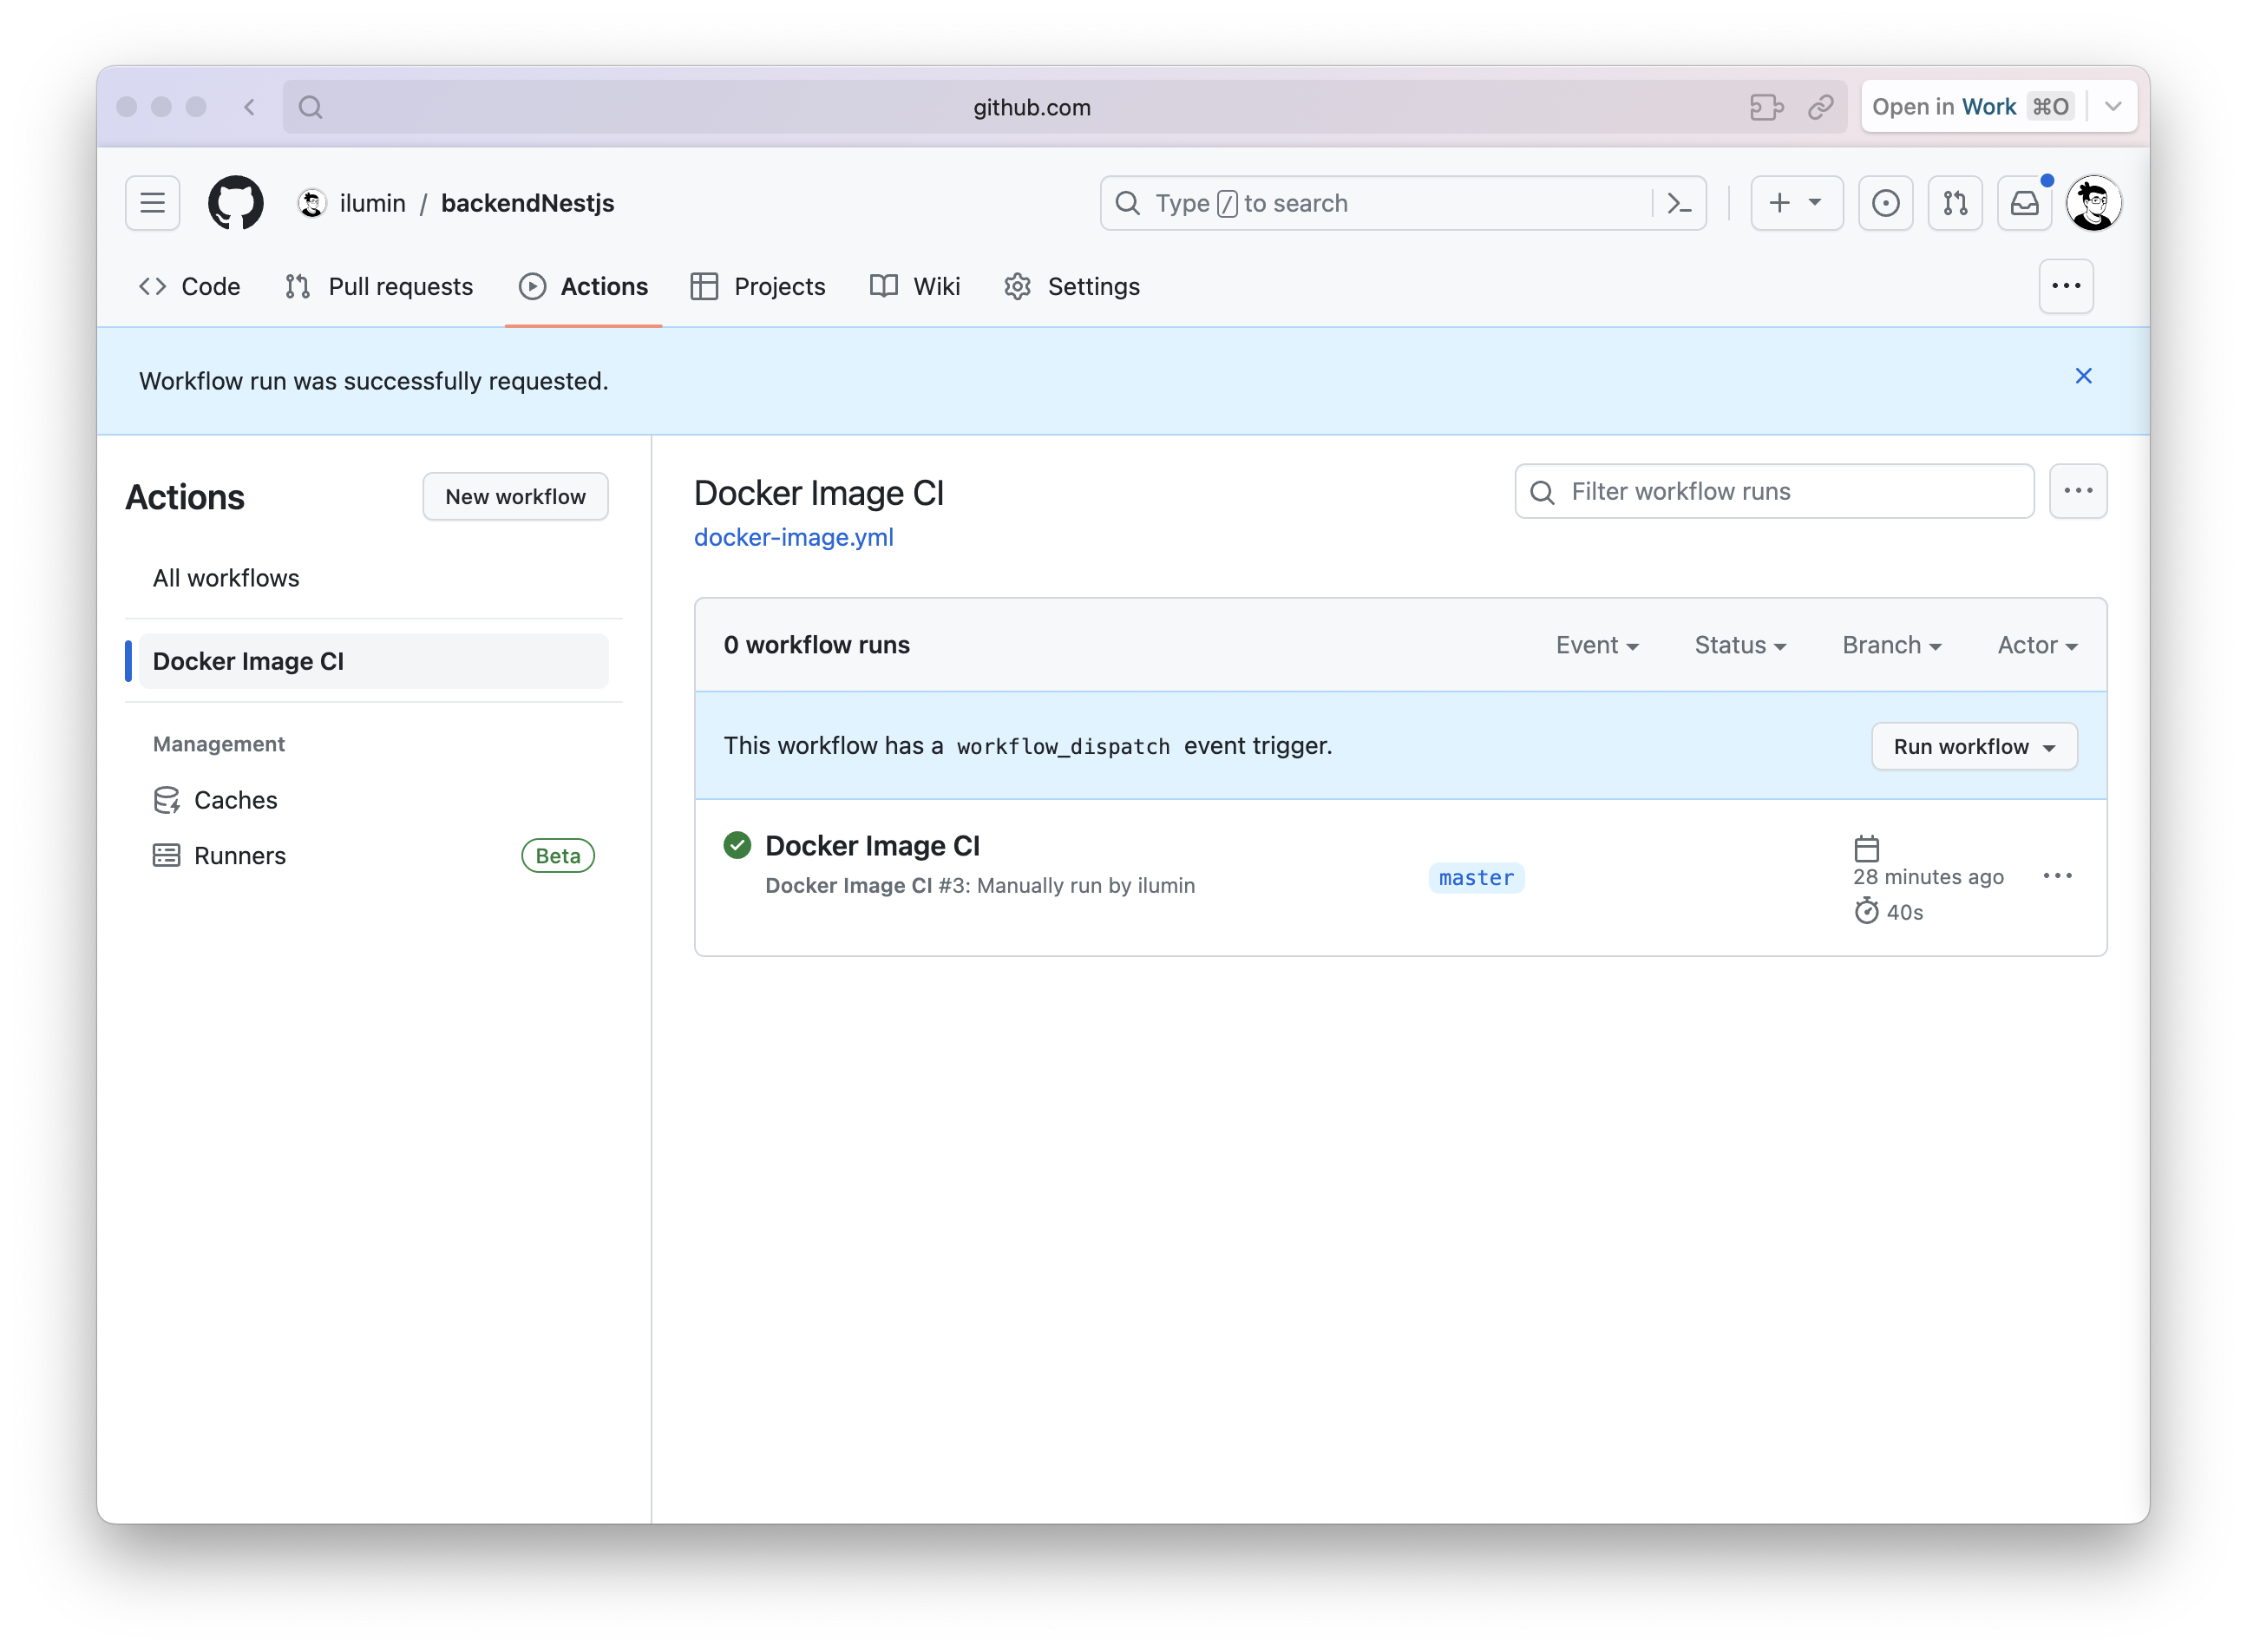 github.com
Open in Work ⌘O
ilumin / backendNestjs
Type / to search
Code
Pull requests
Actions
Projects
Wiki
Settings
Workflow run was successfully requested.
Actions
New workflow
All workflows
Docker Image CI
Management
Caches
Runners
Beta
Docker Image CI
docker-image.yml
Filter workflow runs
0 workflow runs
Event
Status
Branch
Actor
This workflow has a workflow_dispatch event trigger.
Run workflow
Docker Image CI
Docker Image CI #3: Manually run by ilumin
master
28 minutes ago
40s